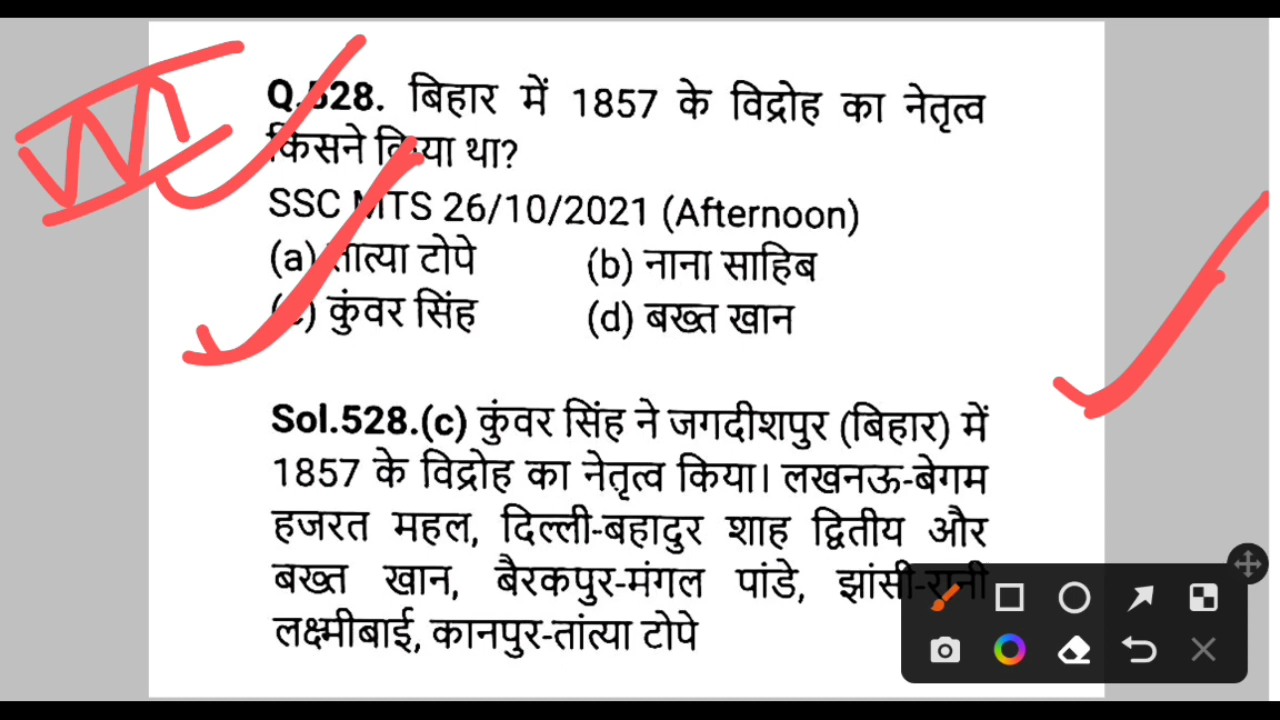 VVI
Q.528. बिहार में 1857 के विद्रोह का नेतृत्व
किसने किया था?
SSC MTS 26/10/2021 (Afternoon)
(a) तात्या टोपे (b) नाना साहिब
(c) कुंवर सिंह (d) बख्त खान
Sol.528.(c) कुंवर सिंह ने जगदीशपुर (बिहार) में
1857 के विद्रोह का नेतृत्व किया। लखनऊ-बेगम
हजरत महल, दिल्ली-बहादुर शाह द्वितीय और
बख्त खान, बैरकपुर-मंगल पांडे, झांसी-रानी
लक्ष्मीबाई, कानपुर-तांत्या टोपे